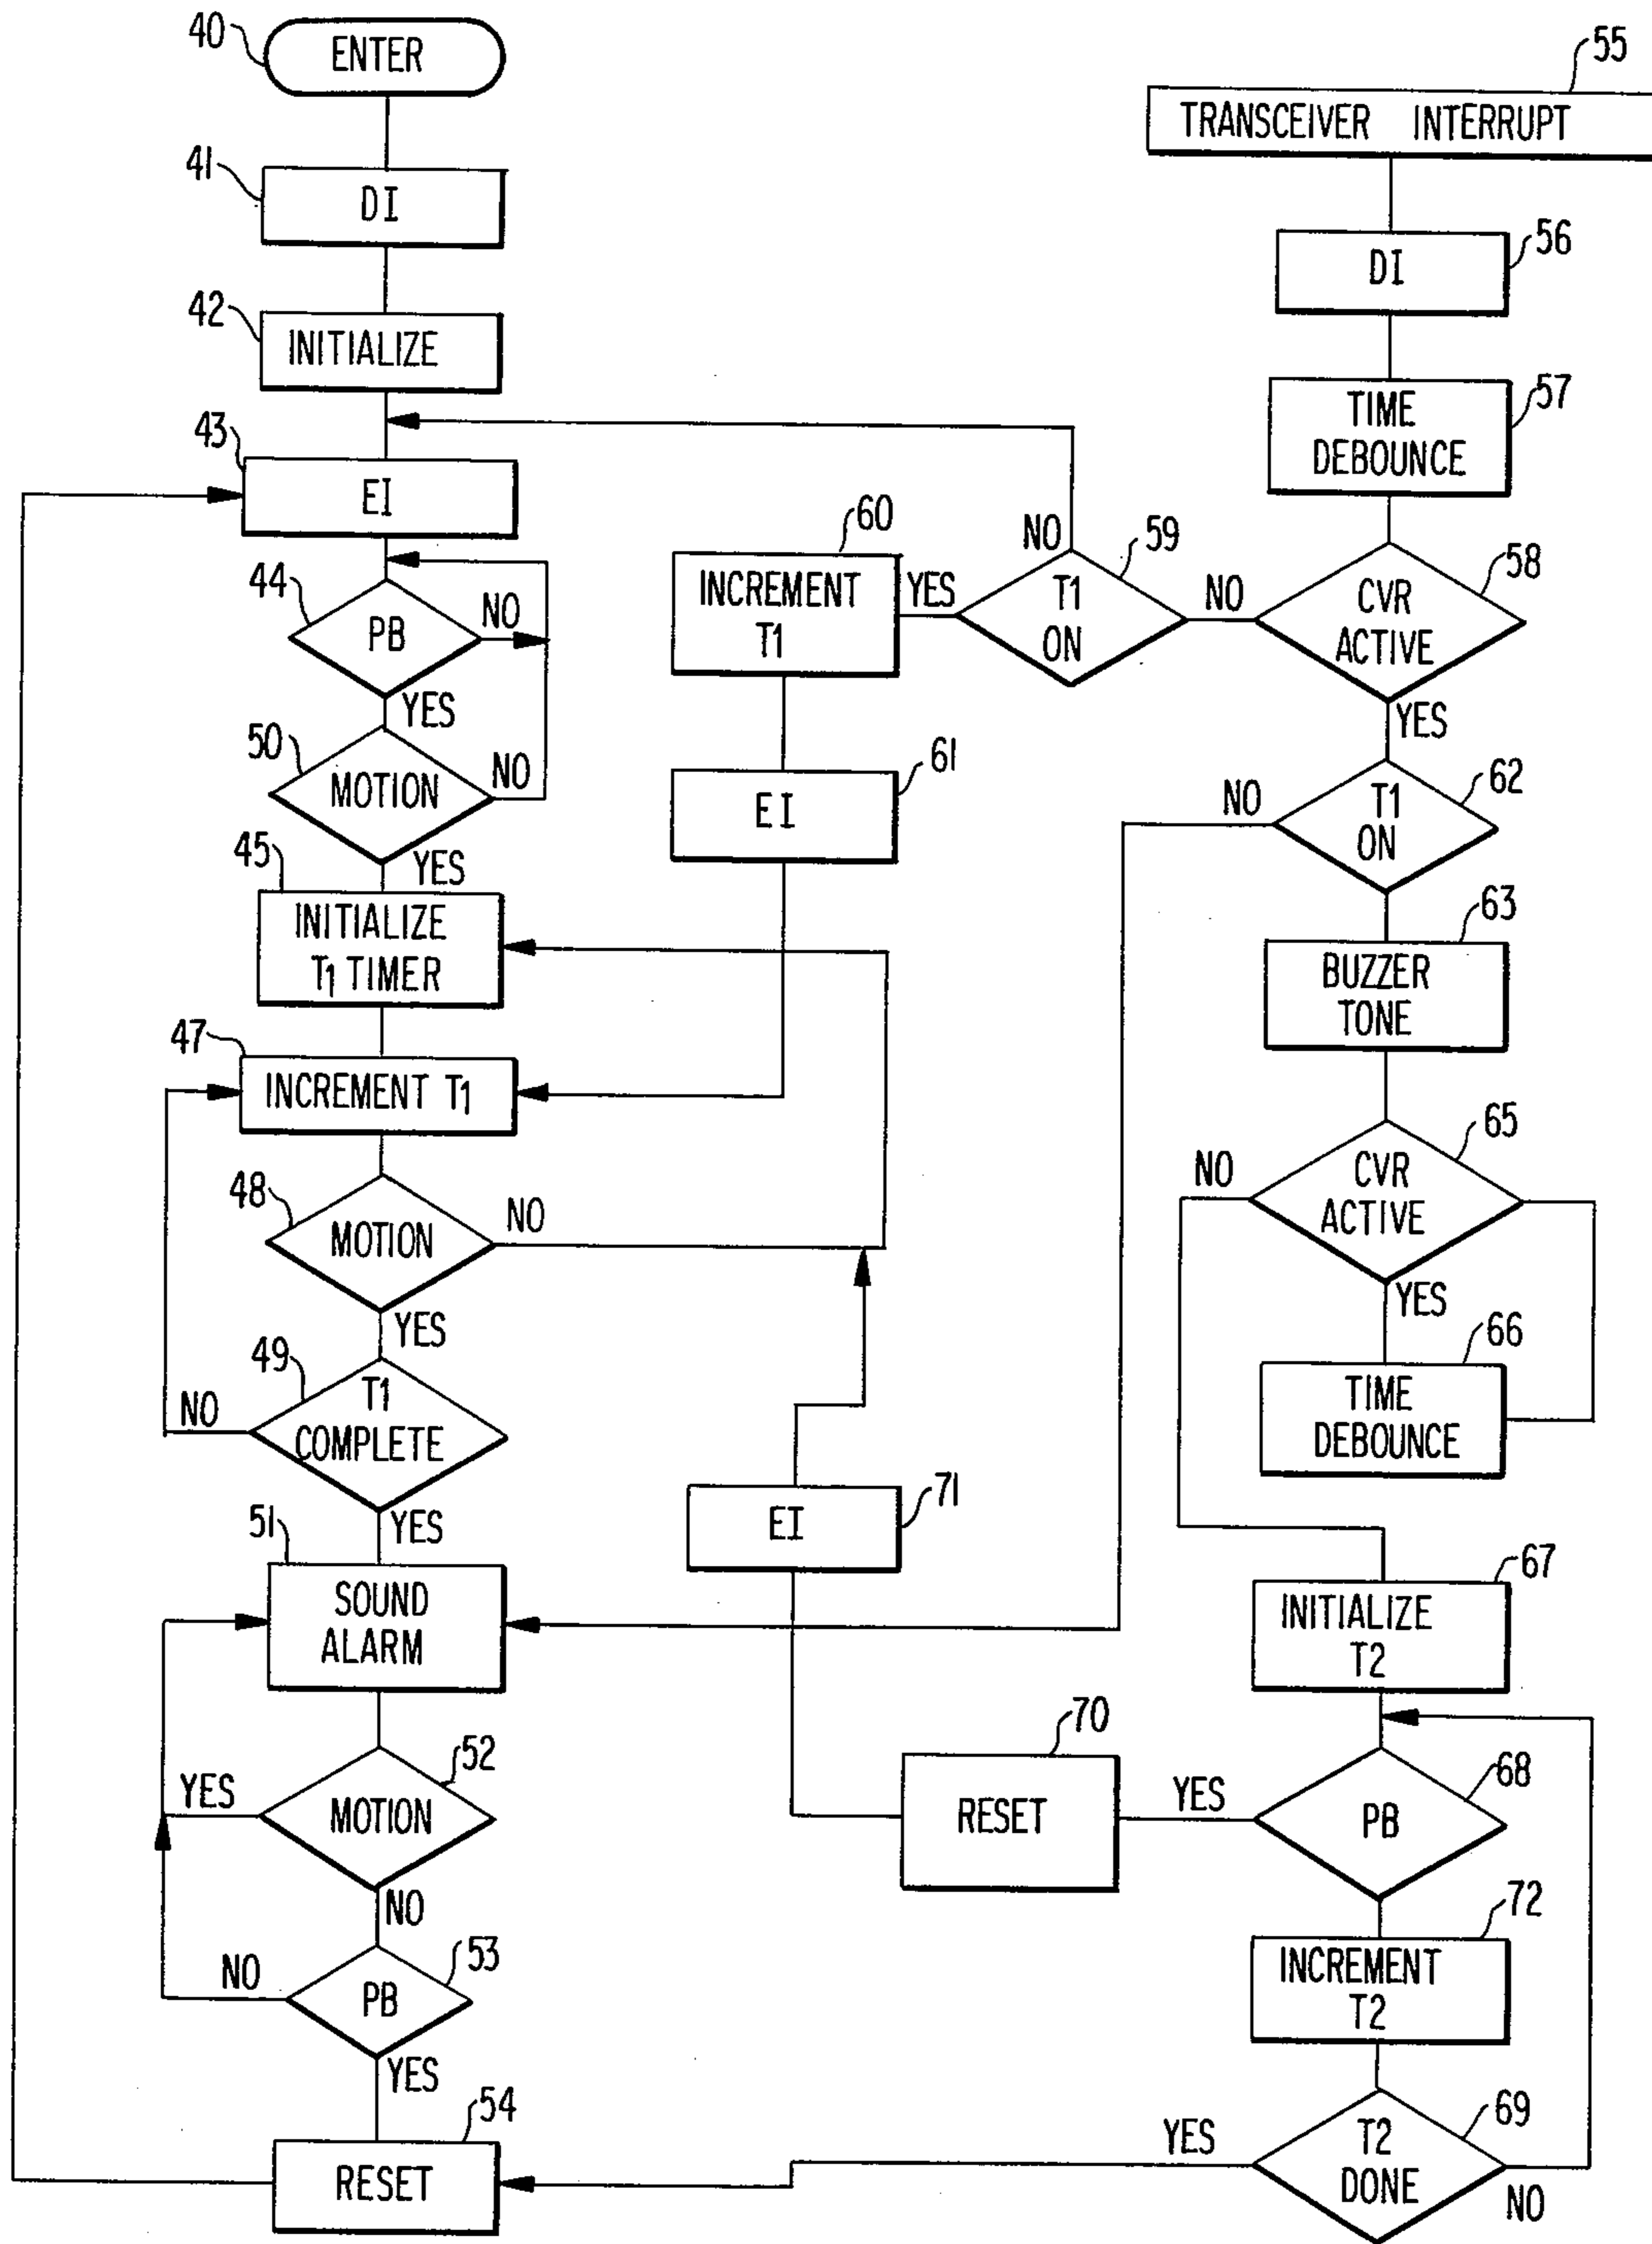 40
ENTER
41
DI
42
INITIALIZE
43
EI
44
PB
NO
YES
50
MOTION
NO
YES
45
INITIALIZE
T1 TIMER
47
INCREMENT T1
48
MOTION
NO
YES
49
T1
COMPLETE
NO
YES
51
SOUND
ALARM
52
MOTION
YES
NO
53
PB
NO
YES
54
RESET
60
INCREMENT
T1
YES
61
EI
59
T1
ON
NO
NO
71
EI
70
RESET
YES
55
TRANSCEIVER INTERRUPT
56
DI
57
TIME
DEBOUNCE
58
CVR
ACTIVE
YES
62
T1
ON
NO
63
BUZZER
TONE
65
CVR
ACTIVE
NO
YES
66
TIME
DEBOUNCE
67
INITIALIZE
T2
68
PB
72
INCREMENT
T2
69
T2
DONE
YES
NO